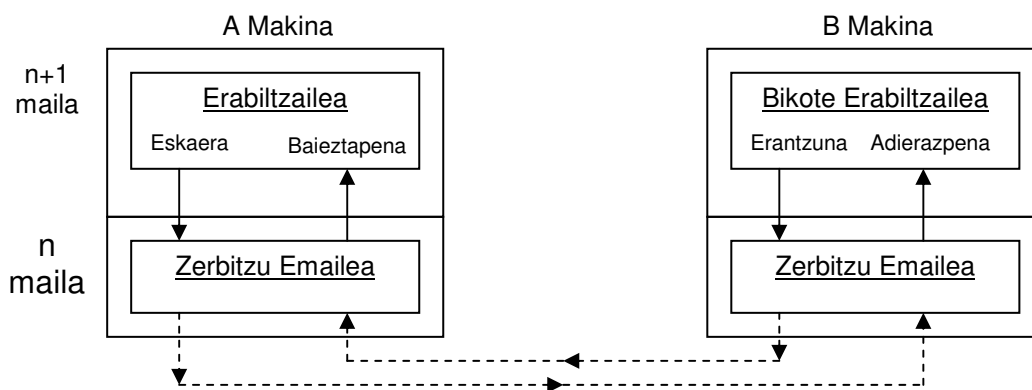 A Makina
B Makina
n+1
maila
Erabiltzailea
Bikote Erabiltzailea
Eskaera
Baieztapena
Erantzuna
Adierazpena
n
maila
Zerbitzu Emailea
Zerbitzu Emailea